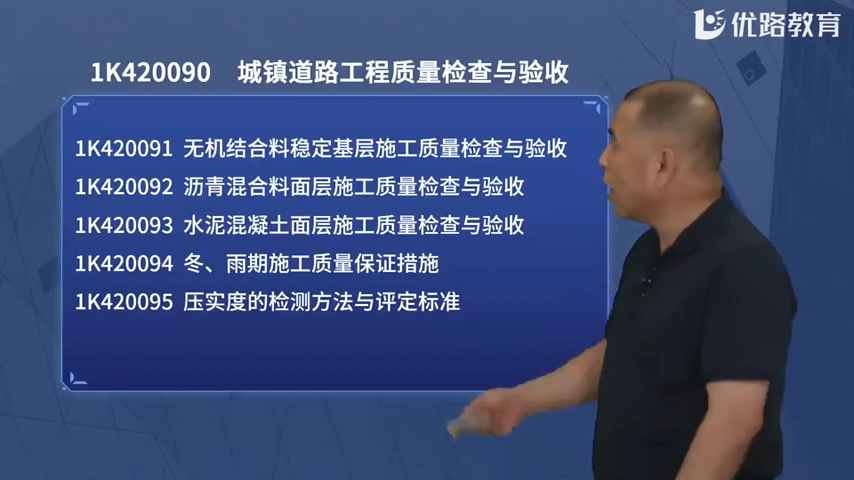 优路教育
1K420090 城镇道路工程质量检查与验收
1K420091 无机结合料稳定基层施工质量检查与验收
1K420092 沥青混合料面层施工质量检查与验收
1K420093 水泥混凝土面层施工质量检查与验收
1K420094 冬、雨期施工质量保证措施
1K420095 压实度的检测方法与评定标准